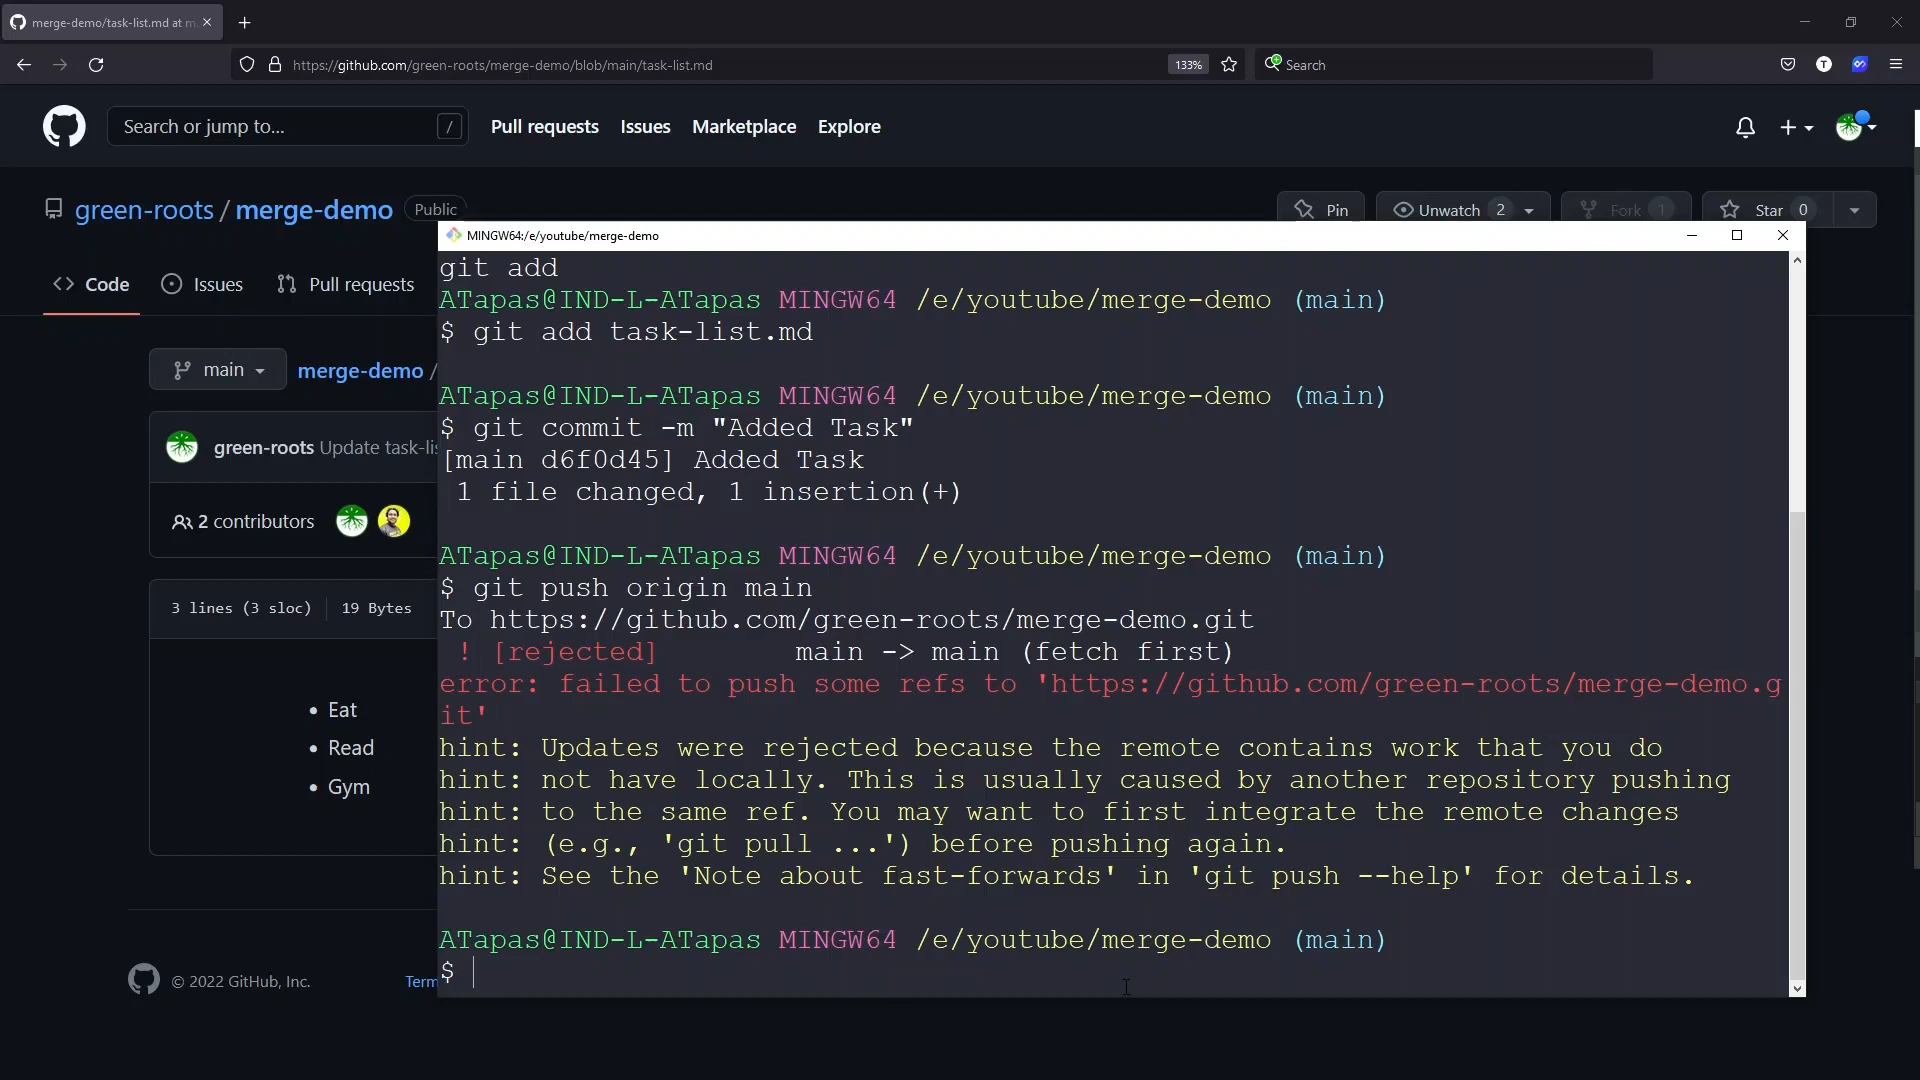 merge-demo/task-list.md at m
https://github.com/green-roots/merge-demo/blob/main/task-list.md
133%
Search
T
Search or jump to...
/
Pull requests
Issues
Marketplace
Explore
green-roots / merge-demo
Public
Pin
Unwatch 2
Fork 1
Star 0
Code
Issues
Pull requests
main
merge-demo /
green-roots Update task-lis
2 contributors
3 lines (3 sloc)
19 Bytes
Eat
Read
Gym
© 2022 GitHub, Inc.
Term
MINGW64:/e/youtube/merge-demo
git add
ATapas@IND-L-ATapas MINGW64 /e/youtube/merge-demo (main)
$ git add task-list.md
ATapas@IND-L-ATapas MINGW64 /e/youtube/merge-demo (main)
$ git commit -m "Added Task"
[main d6f0d45] Added Task
1 file changed, 1 insertion(+)
ATapas@IND-L-ATapas MINGW64 /e/youtube/merge-demo (main)
$ git push origin main
To https://github.com/green-roots/merge-demo.git
! [rejected] main -> main (fetch first)
error: failed to push some refs to 'https://github.com/green-roots/merge-demo.g
it'
hint: Updates were rejected because the remote contains work that you do
hint: not have locally. This is usually caused by another repository pushing
hint: to the same ref. You may want to first integrate the remote changes
hint: (e.g., 'git pull ...') before pushing again.
hint: See the 'Note about fast-forwards' in 'git push --help' for details.
ATapas@IND-L-ATapas MINGW64 /e/youtube/merge-demo (main)
$